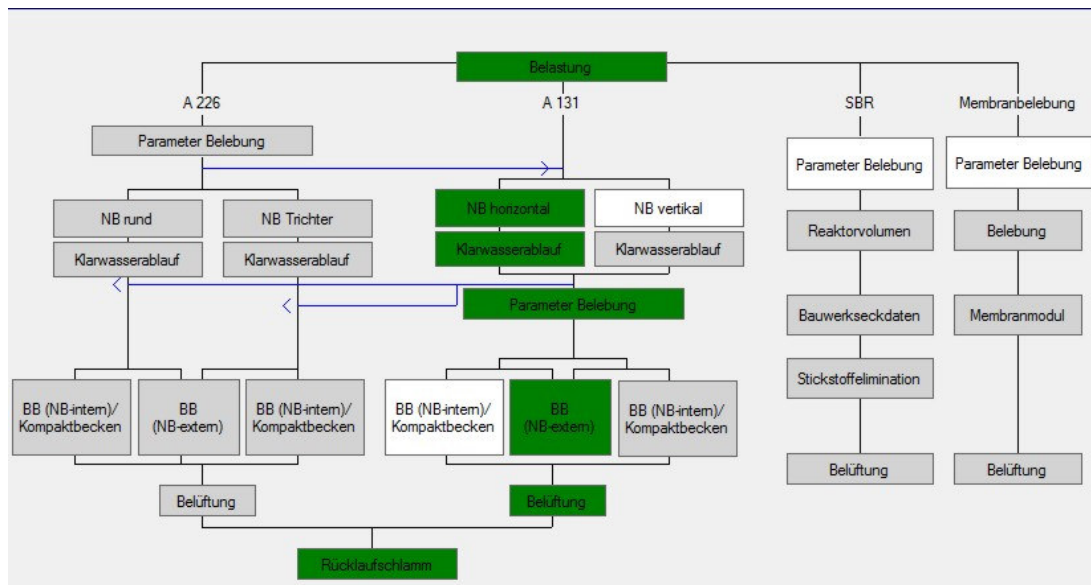 Belastung
A 226
A 131
SBR
Membranbelebung
Parameter Belebung
Parameter Belebung
Parameter Belebung
NB rund
NB Trichter
NB horizontal
NB vertikal
Reaktorvolumen
Belebung
Klarwasserablauf
Klarwasserablauf
Klarwasserablauf
Klarwasserablauf
Parameter Belebung
Bauwerkseckdaten
Membranmodul
Stickstoffelimination
BB (NB-intern)/
Kompaktbecken
BB
(NB-extern)
BB (NB-intern)/
Kompaktbecken
BB (NB-intern)/
Kompaktbecken
BB
(NB-extern)
BB (NB-intern)/
Kompaktbecken
Belüftung
Belüftung
Belüftung
Belüftung
Rücklaufschlamm